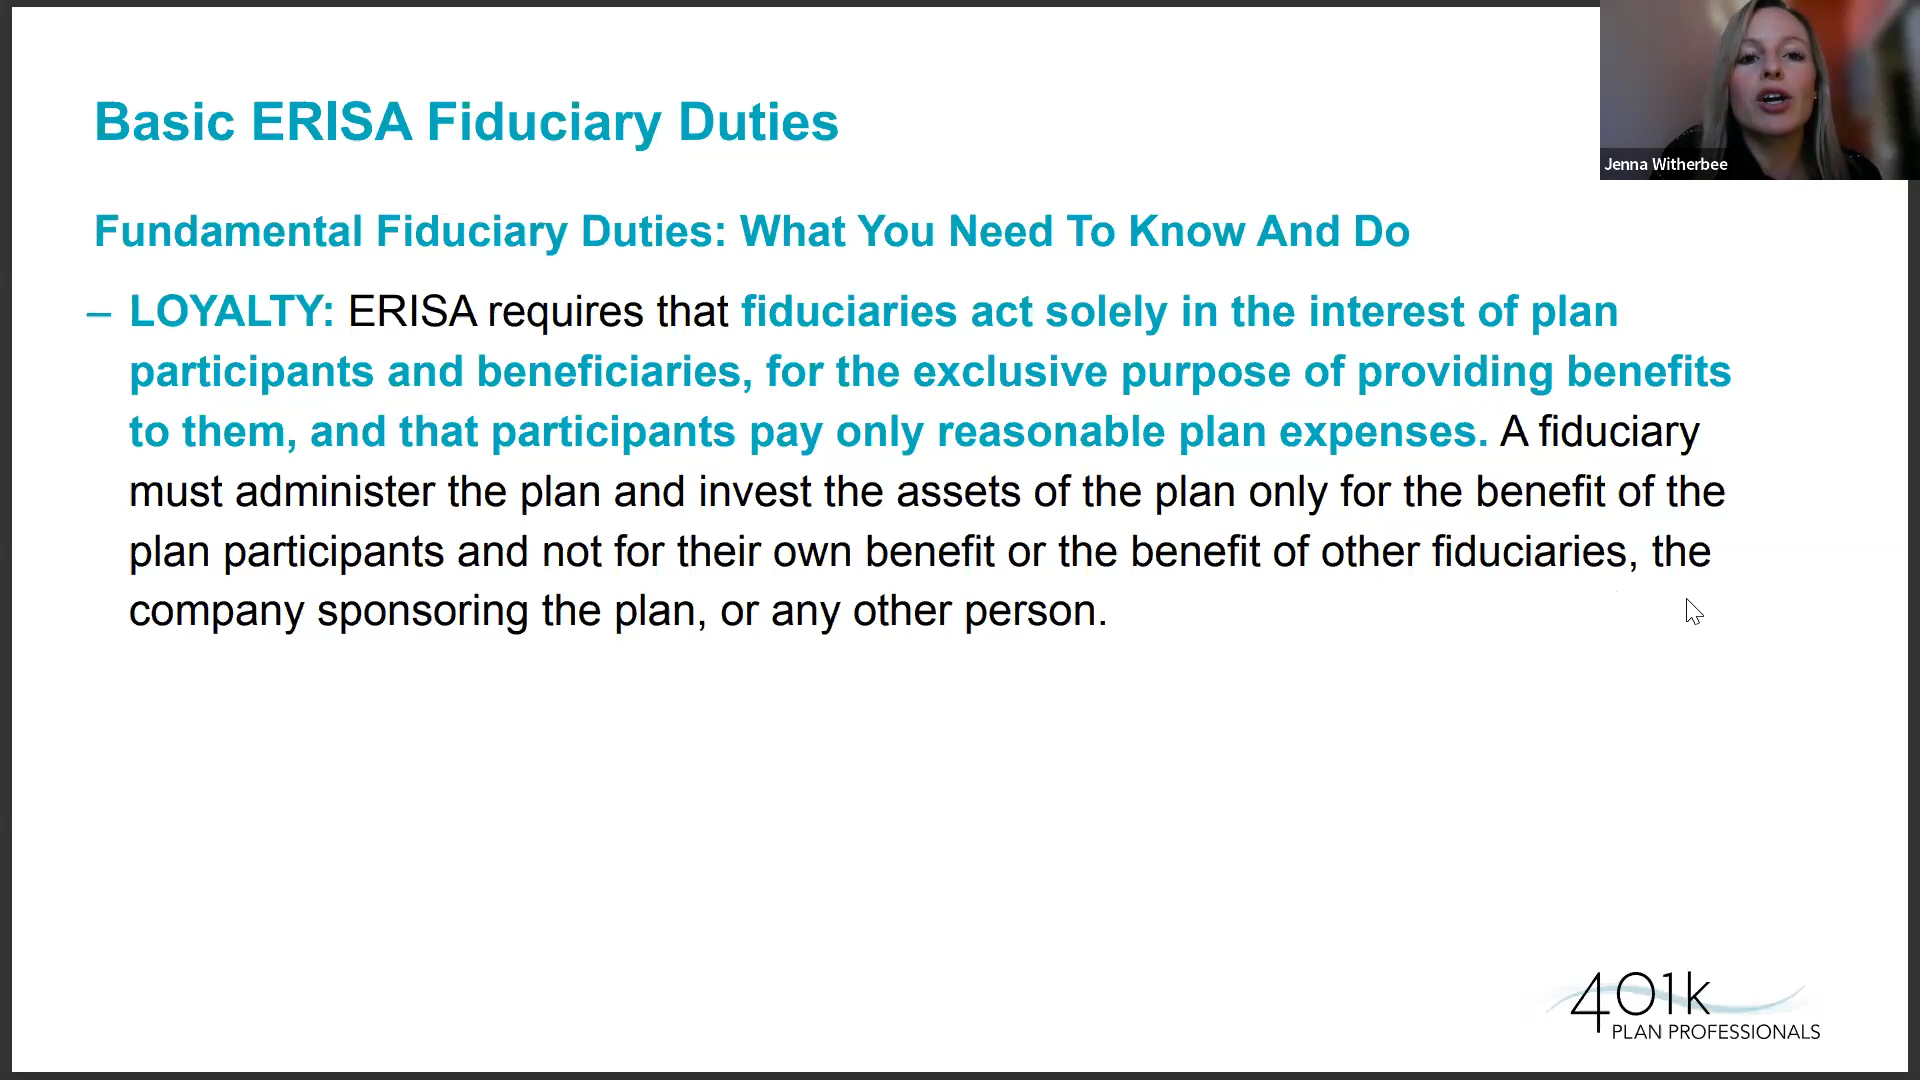 Basic ERISA Fiduciary Duties
Jenna Witherbee
Fundamental Fiduciary Duties: What You Need To Know And Do
– LOYALTY: ERISA requires that fiduciaries act solely in the interest of plan
participants and beneficiaries, for the exclusive purpose of providing benefits
to them, and that participants pay only reasonable plan expenses. A fiduciary
must administer the plan and invest the assets of the plan only for the benefit of the
plan participants and not for their own benefit or the benefit of other fiduciaries, the
company sponsoring the plan, or any other person.
401k
PLAN PROFESSIONALS